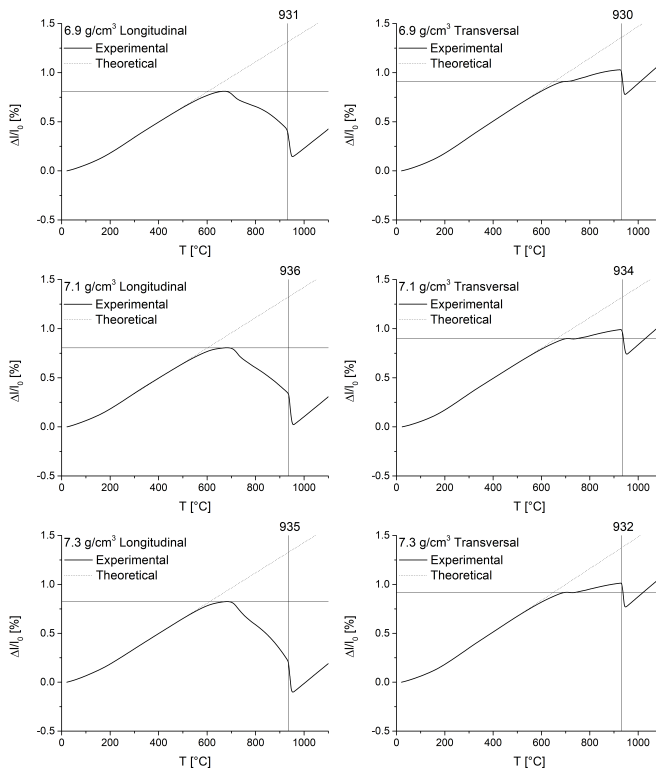 931
6.9 g/cm³ Longitudinal
Experimental
Theoretical
1.5
1.0
0.5
0.0
-0.5
Δl/l₀ [%]
0 200 400 600 800 1000
T [°C]
930
6.9 g/cm³ Transversal
Experimental
Theoretical
1.5
1.0
0.5
0.0
-0.5
Δl/l₀ [%]
0 200 400 600 800 1000
T [°C]
936
7.1 g/cm³ Longitudinal
Experimental
Theoretical
1.5
1.0
0.5
0.0
-0.5
Δl/l₀ [%]
0 200 400 600 800 1000
T [°C]
934
7.1 g/cm³ Transversal
Experimental
Theoretical
1.5
1.0
0.5
0.0
-0.5
Δl/l₀ [%]
0 200 400 600 800 1000
T [°C]
935
7.3 g/cm³ Longitudinal
Experimental
Theoretical
1.5
1.0
0.5
0.0
-0.5
Δl/l₀ [%]
0 200 400 600 800 1000
T [°C]
932
7.3 g/cm³ Transversal
Experimental
Theoretical
1.5
1.0
0.5
0.0
-0.5
Δl/l₀ [%]
0 200 400 600 800 1000
T [°C]